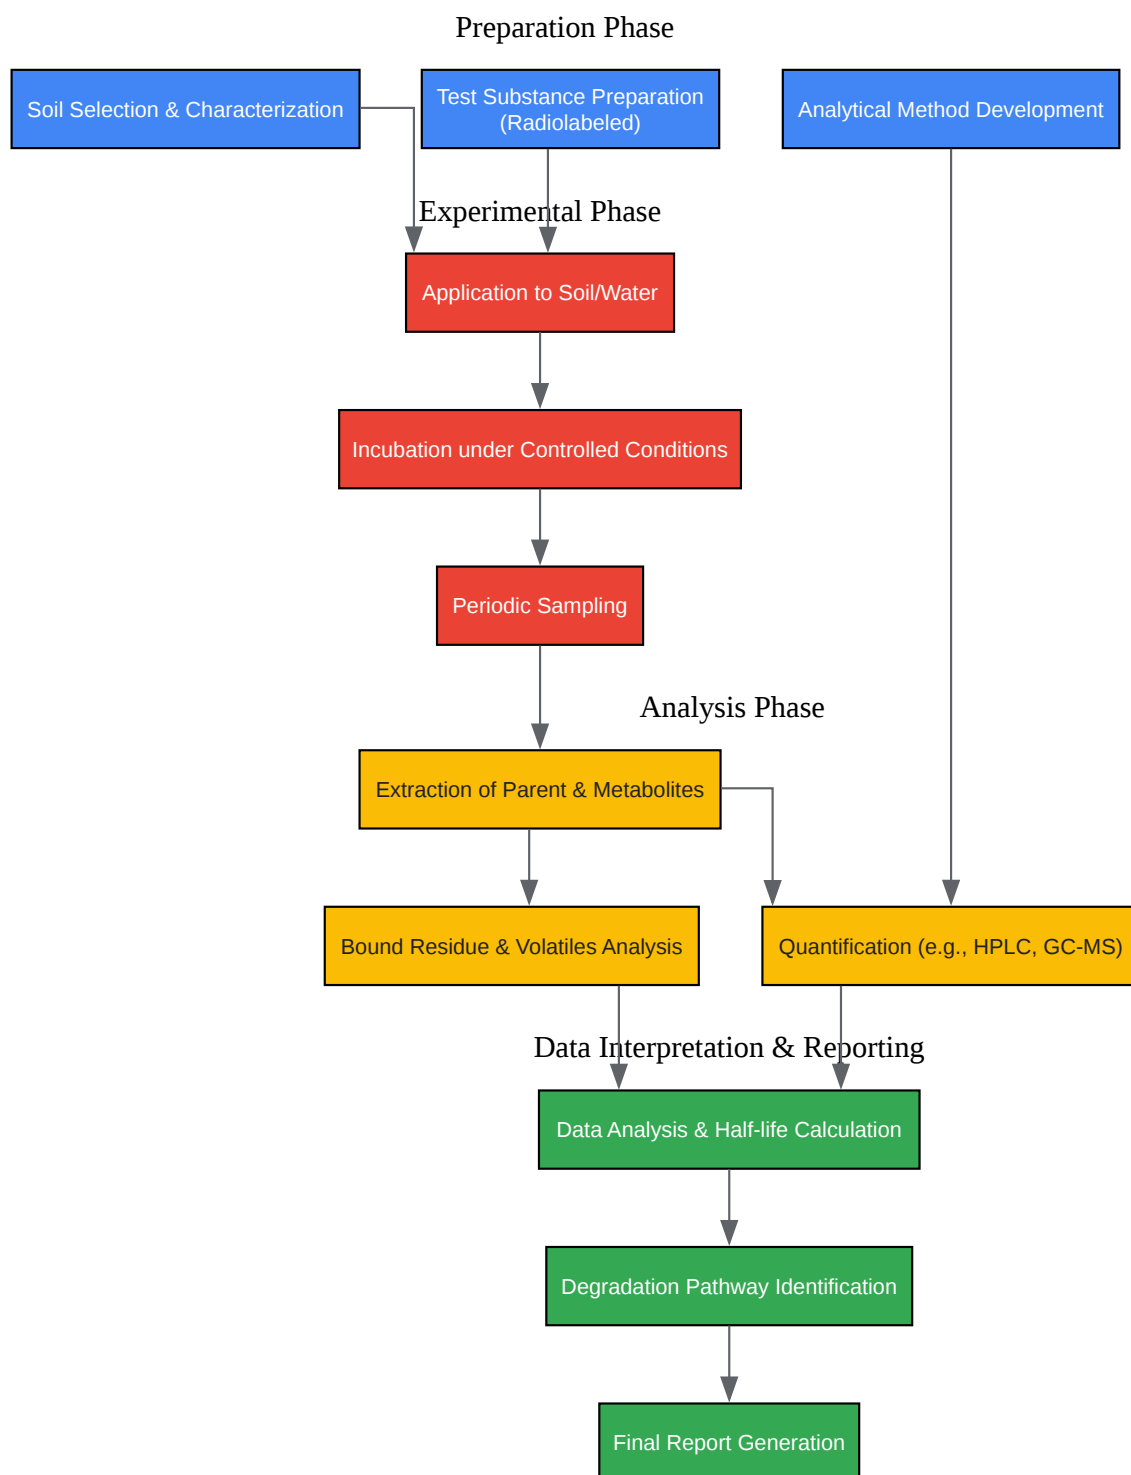 Preparation Phase
Soil Selection & Characterization
Test Substance Preparation
(Radiolabeled)
Analytical Method Development
Experimental Phase
Application to Soil/Water
Incubation under Controlled Conditions
Periodic Sampling
Analysis Phase
Extraction of Parent & Metabolites
Bound Residue & Volatiles Analysis
Quantification (e.g., HPLC, GC-MS)
Data Interpretation & Reporting
Data Analysis & Half-life Calculation
Degradation Pathway Identification
Final Report Generation